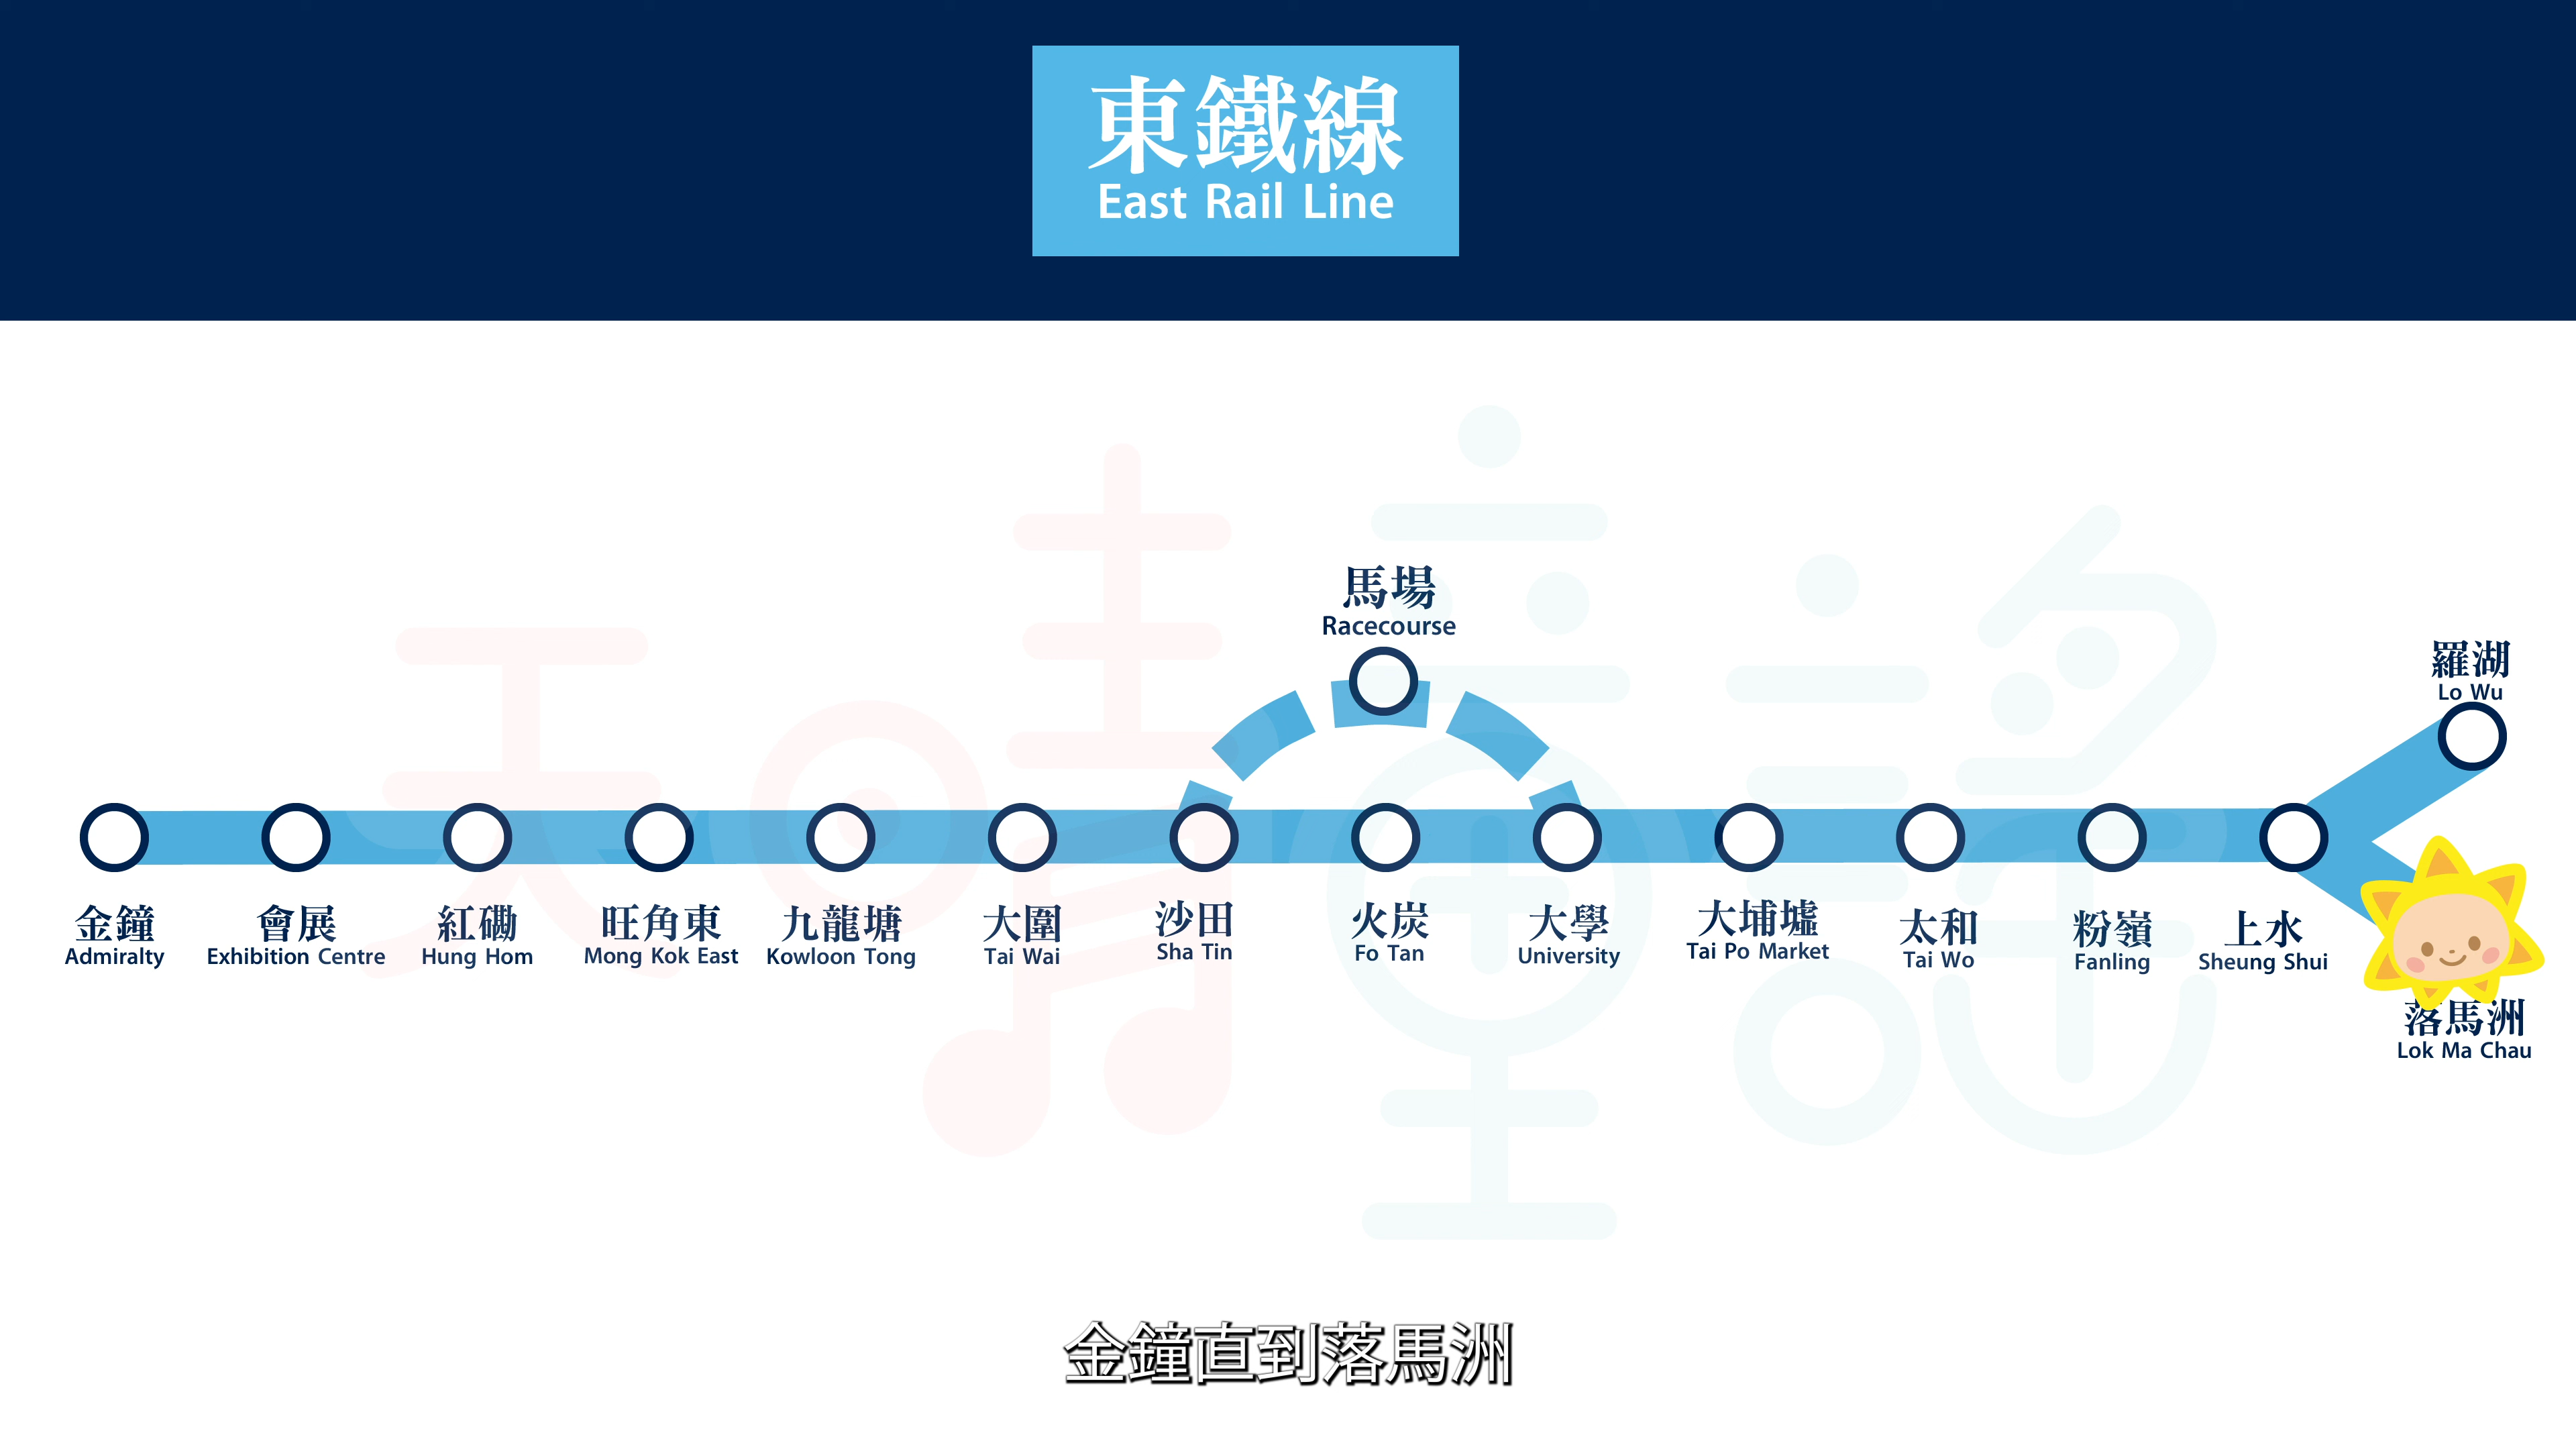 東鐵線
East Rail Line
馬場
Racecourse
羅湖
Lo Wu
金鐘
Admiralty
會展
Exhibition Centre
紅磡
Hung Hom
旺角東
Mong Kok East
九龍塘
Kowloon Tong
大圍
Tai Wai
沙田
Sha Tin
火炭
Fo Tan
大學
University
大埔墟
Tai Po Market
太和
Tai Wo
粉嶺
Fanling
上水
Sheung Shui
落馬洲
Lok Ma Chau
金鐘直到落馬洲